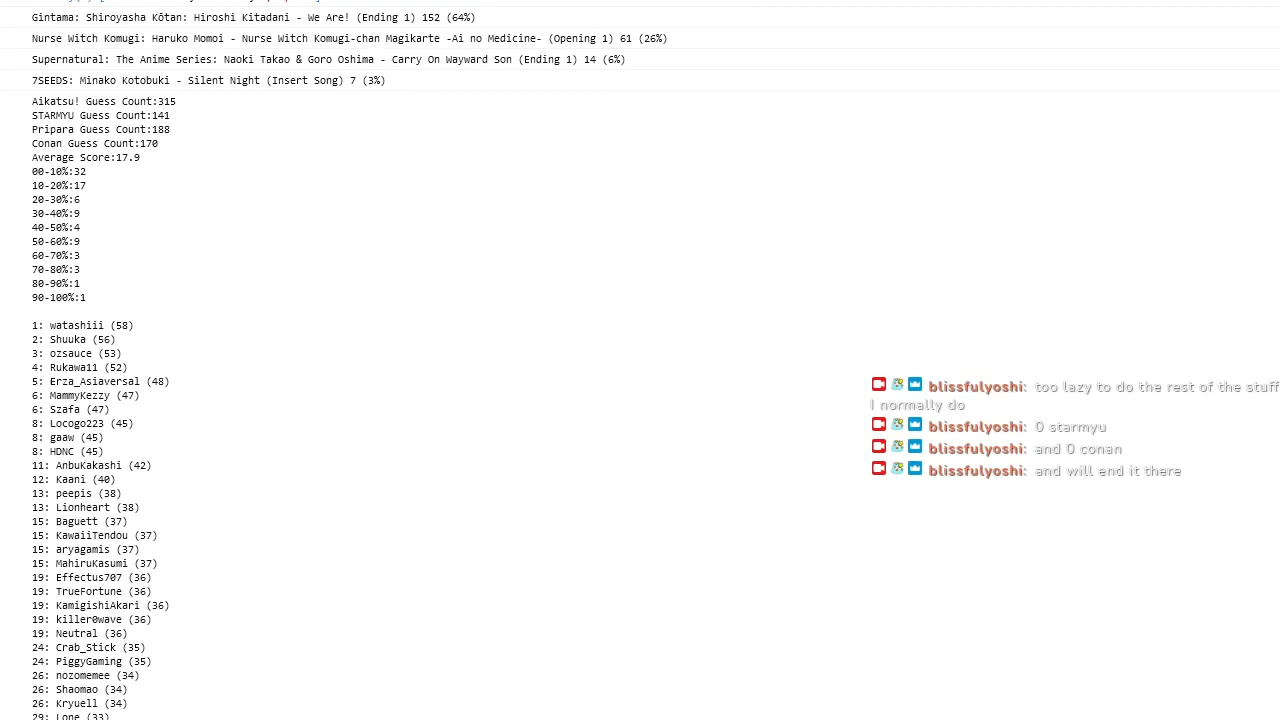 Gintama: Shiroyasha Kōtan: Hiroshi Kitadani - We Are! (Ending 1) 152 (64%)
Nurse Witch Komugi: Haruko Momoi - Nurse Witch Komugi-chan Magikarte -Ai no Medicine- (Opening 1) 61 (26%)
Supernatural: The Anime Series: Naoki Takao & Goro Oshima - Carry On Wayward Son (Ending 1) 14 (6%)
7SEEDS: Minako Kotobuki - Silent Night (Insert Song) 7 (3%)
Aikatsu! Guess Count:315
STARMYU Guess Count:141
Pripara Guess Count:188
Conan Guess Count:170
Average Score:17.9
00-10%:32
10-20%:17
20-30%:6
30-40%:9
40-50%:4
50-60%:9
60-70%:3
70-80%:3
80-90%:1
90-100%:1
1: watashiii (58)
2: Shuuka (56)
3: ozsauce (53)
4: Rukawa11 (52)
5: Erza_Asiaversal (48)
6: MammyKezzy (47)
6: Szafa (47)
8: Locogo223 (45)
8: gaaw (45)
8: HDNC (45)
11: AnbuKakashi (42)
12: Kaani (40)
13: peepis (38)
13: Lionheart (38)
15: Baguett (37)
15: KawaiiTendou (37)
15: aryagamis (37)
15: MahiruKasumi (37)
19: Effectus707 (36)
19: TrueFortune (36)
19: KamigishiAkari (36)
19: killer0wave (36)
19: Neutral (36)
24: Crab_Stick (35)
24: PiggyGaming (35)
26: nozomemee (34)
26: Shaomao (34)
26: Kryuell (34)
29: Lone (33)
blissfulyoshi: too lazy to do the rest of the stuff
I normally do
blissfulyoshi: 0 starmyu
blissfulyoshi: and 0 conan
blissfulyoshi: and will end it there